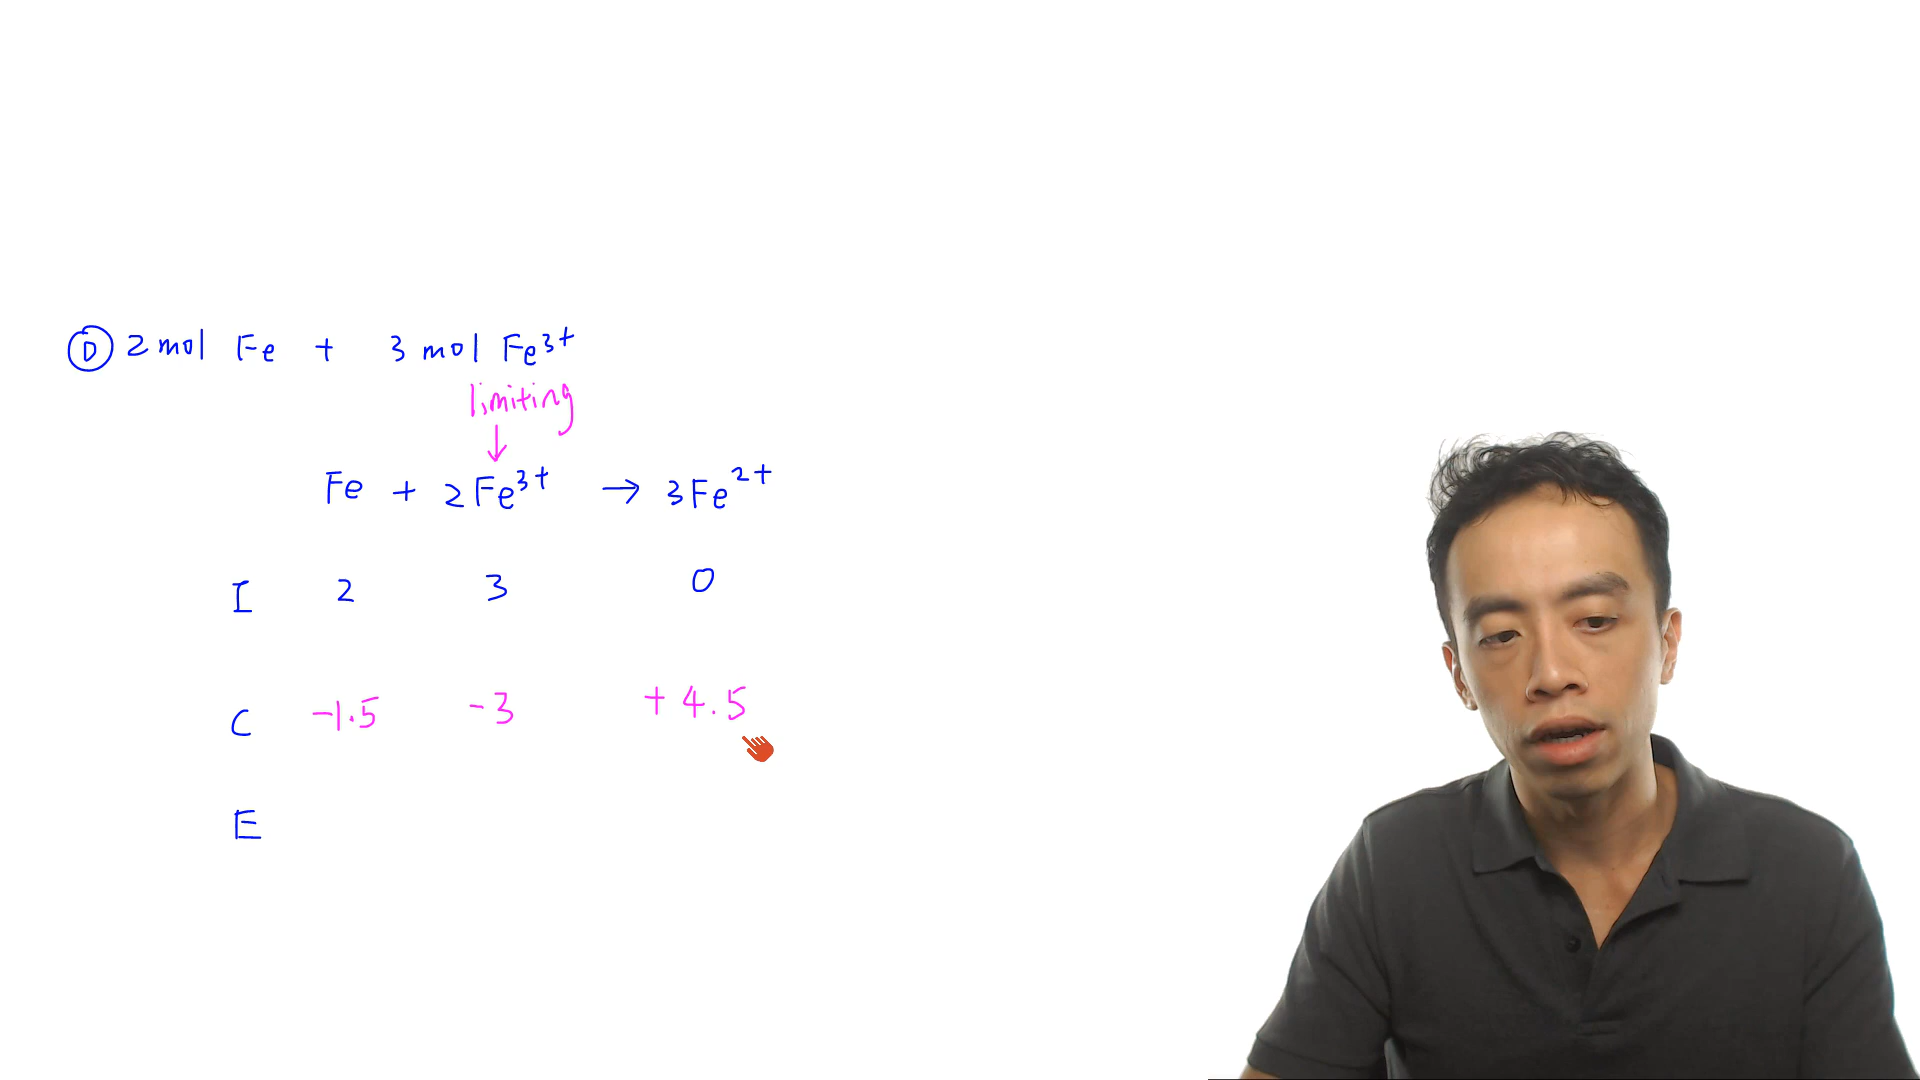 Ⓓ 2 mol Fe + 3 mol Fe³⁺
limiting
↓
Fe + 2Fe³⁺ → 3Fe²⁺
I 2 3 0
C -1.5 -3 +4.5
E